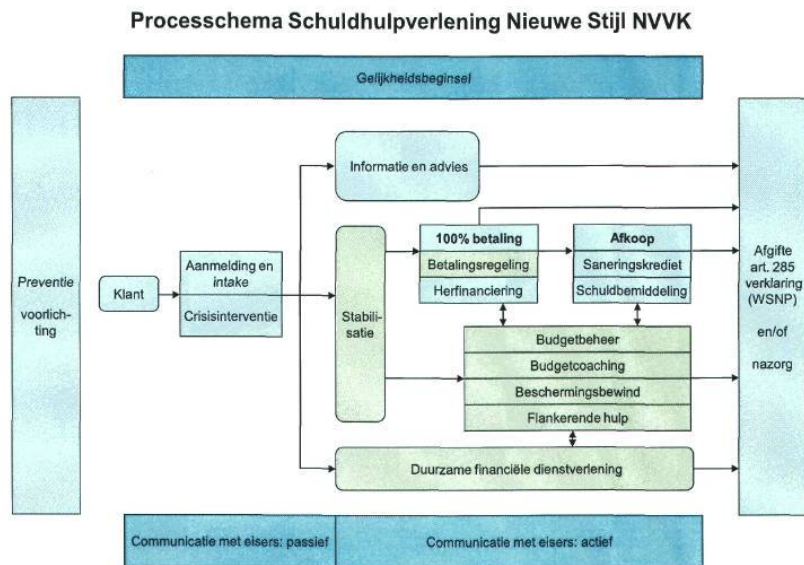 Processchema Schuldhulpverlening Nieuwe Stijl NVVK
Gelijkheidsbeginsel
Preventie
voorlich-
ting
Klant
Aanmelding en
intake
Crisisinterventie
Informatie en advies
Stabili-
satie
100% betaling
Betalingsregeling
Herfinanciering
Afkoop
Saneringskrediet
Schuldbemiddeling
Budgetbeheer
Budgetcoaching
Beschermingsbewind
Flankerende hulp
Duurzame financiële dienstverlening
Afgifte
art. 285
verklaring
(WSNP)
en/of
nazorg
Communicatie met eisers: passief
Communicatie met eisers: actief